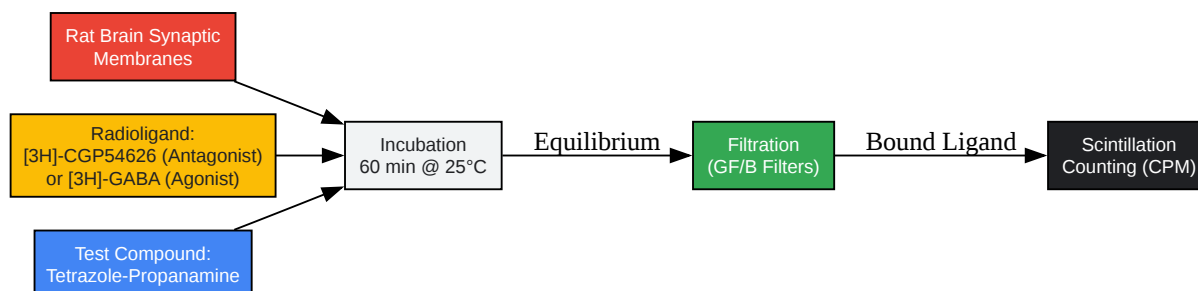 Rat Brain Synaptic
Membranes
Radioligand:
[3H]-CGP54626 (Antagonist)
or [3H]-GABA (Agonist)
Test Compound:
Tetrazole-Propanamine
Incubation
60 min @ 25°C
Equilibrium
Filtration
(GF/B Filters)
Bound Ligand
Scintillation
Counting (CPM)